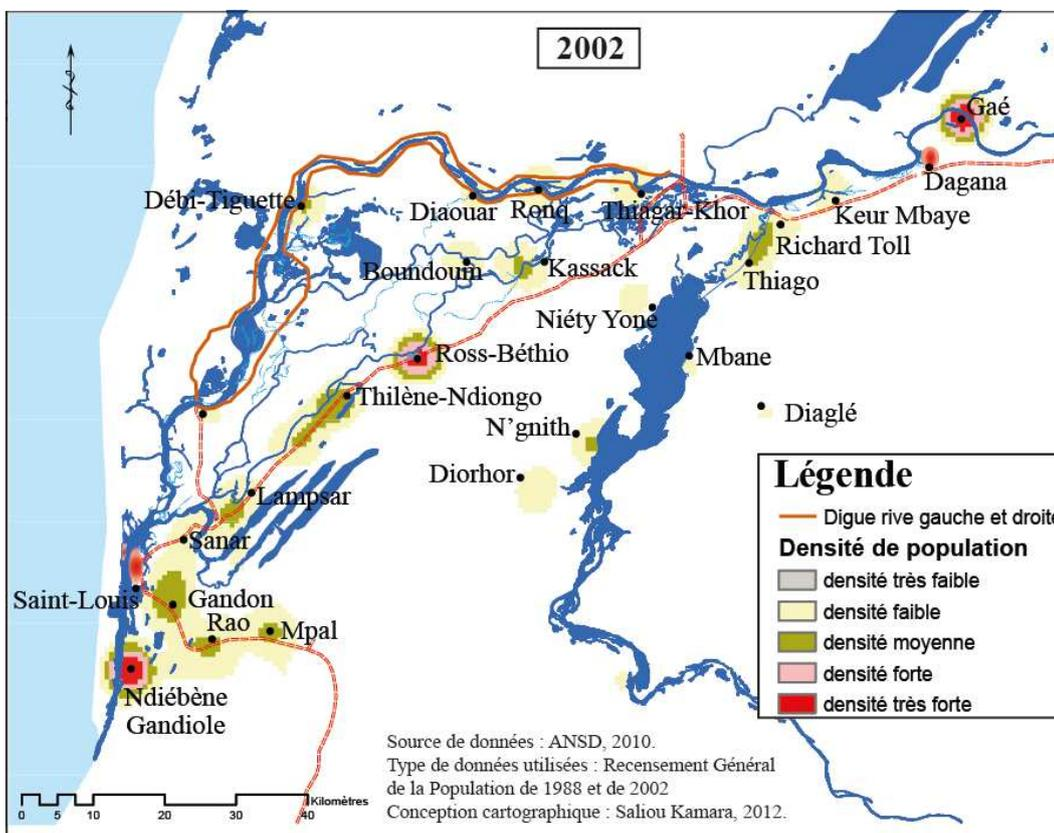 2002
Gaé
Dagana
Débi-Tiguette
Diaouar
Ronq
Thiagar-Khor
Keur Mbaye
Richard Toll
Boundoum
Kassack
Thiago
Niéty Yone
Mbane
Ross-Béthio
Thilène-Ndiongo
N'gnith
Diaglé
Diorhor
Lampsar
Sanar
Saint-Louis
Gandon
Rao
Mpal
Ndiébène
Gandiole
Légende
Digue rive gauche et droite
Densité de population
densité très faible
densité faible
densité moyenne
densité forte
densité très forte
Source de données : ANSD, 2010.
Type de données utilisées : Recensement Général
de la Population de 1988 et de 2002
Conception cartographique : Saliou Kamara, 2012.
0 10 20 30 40 Kilomètres